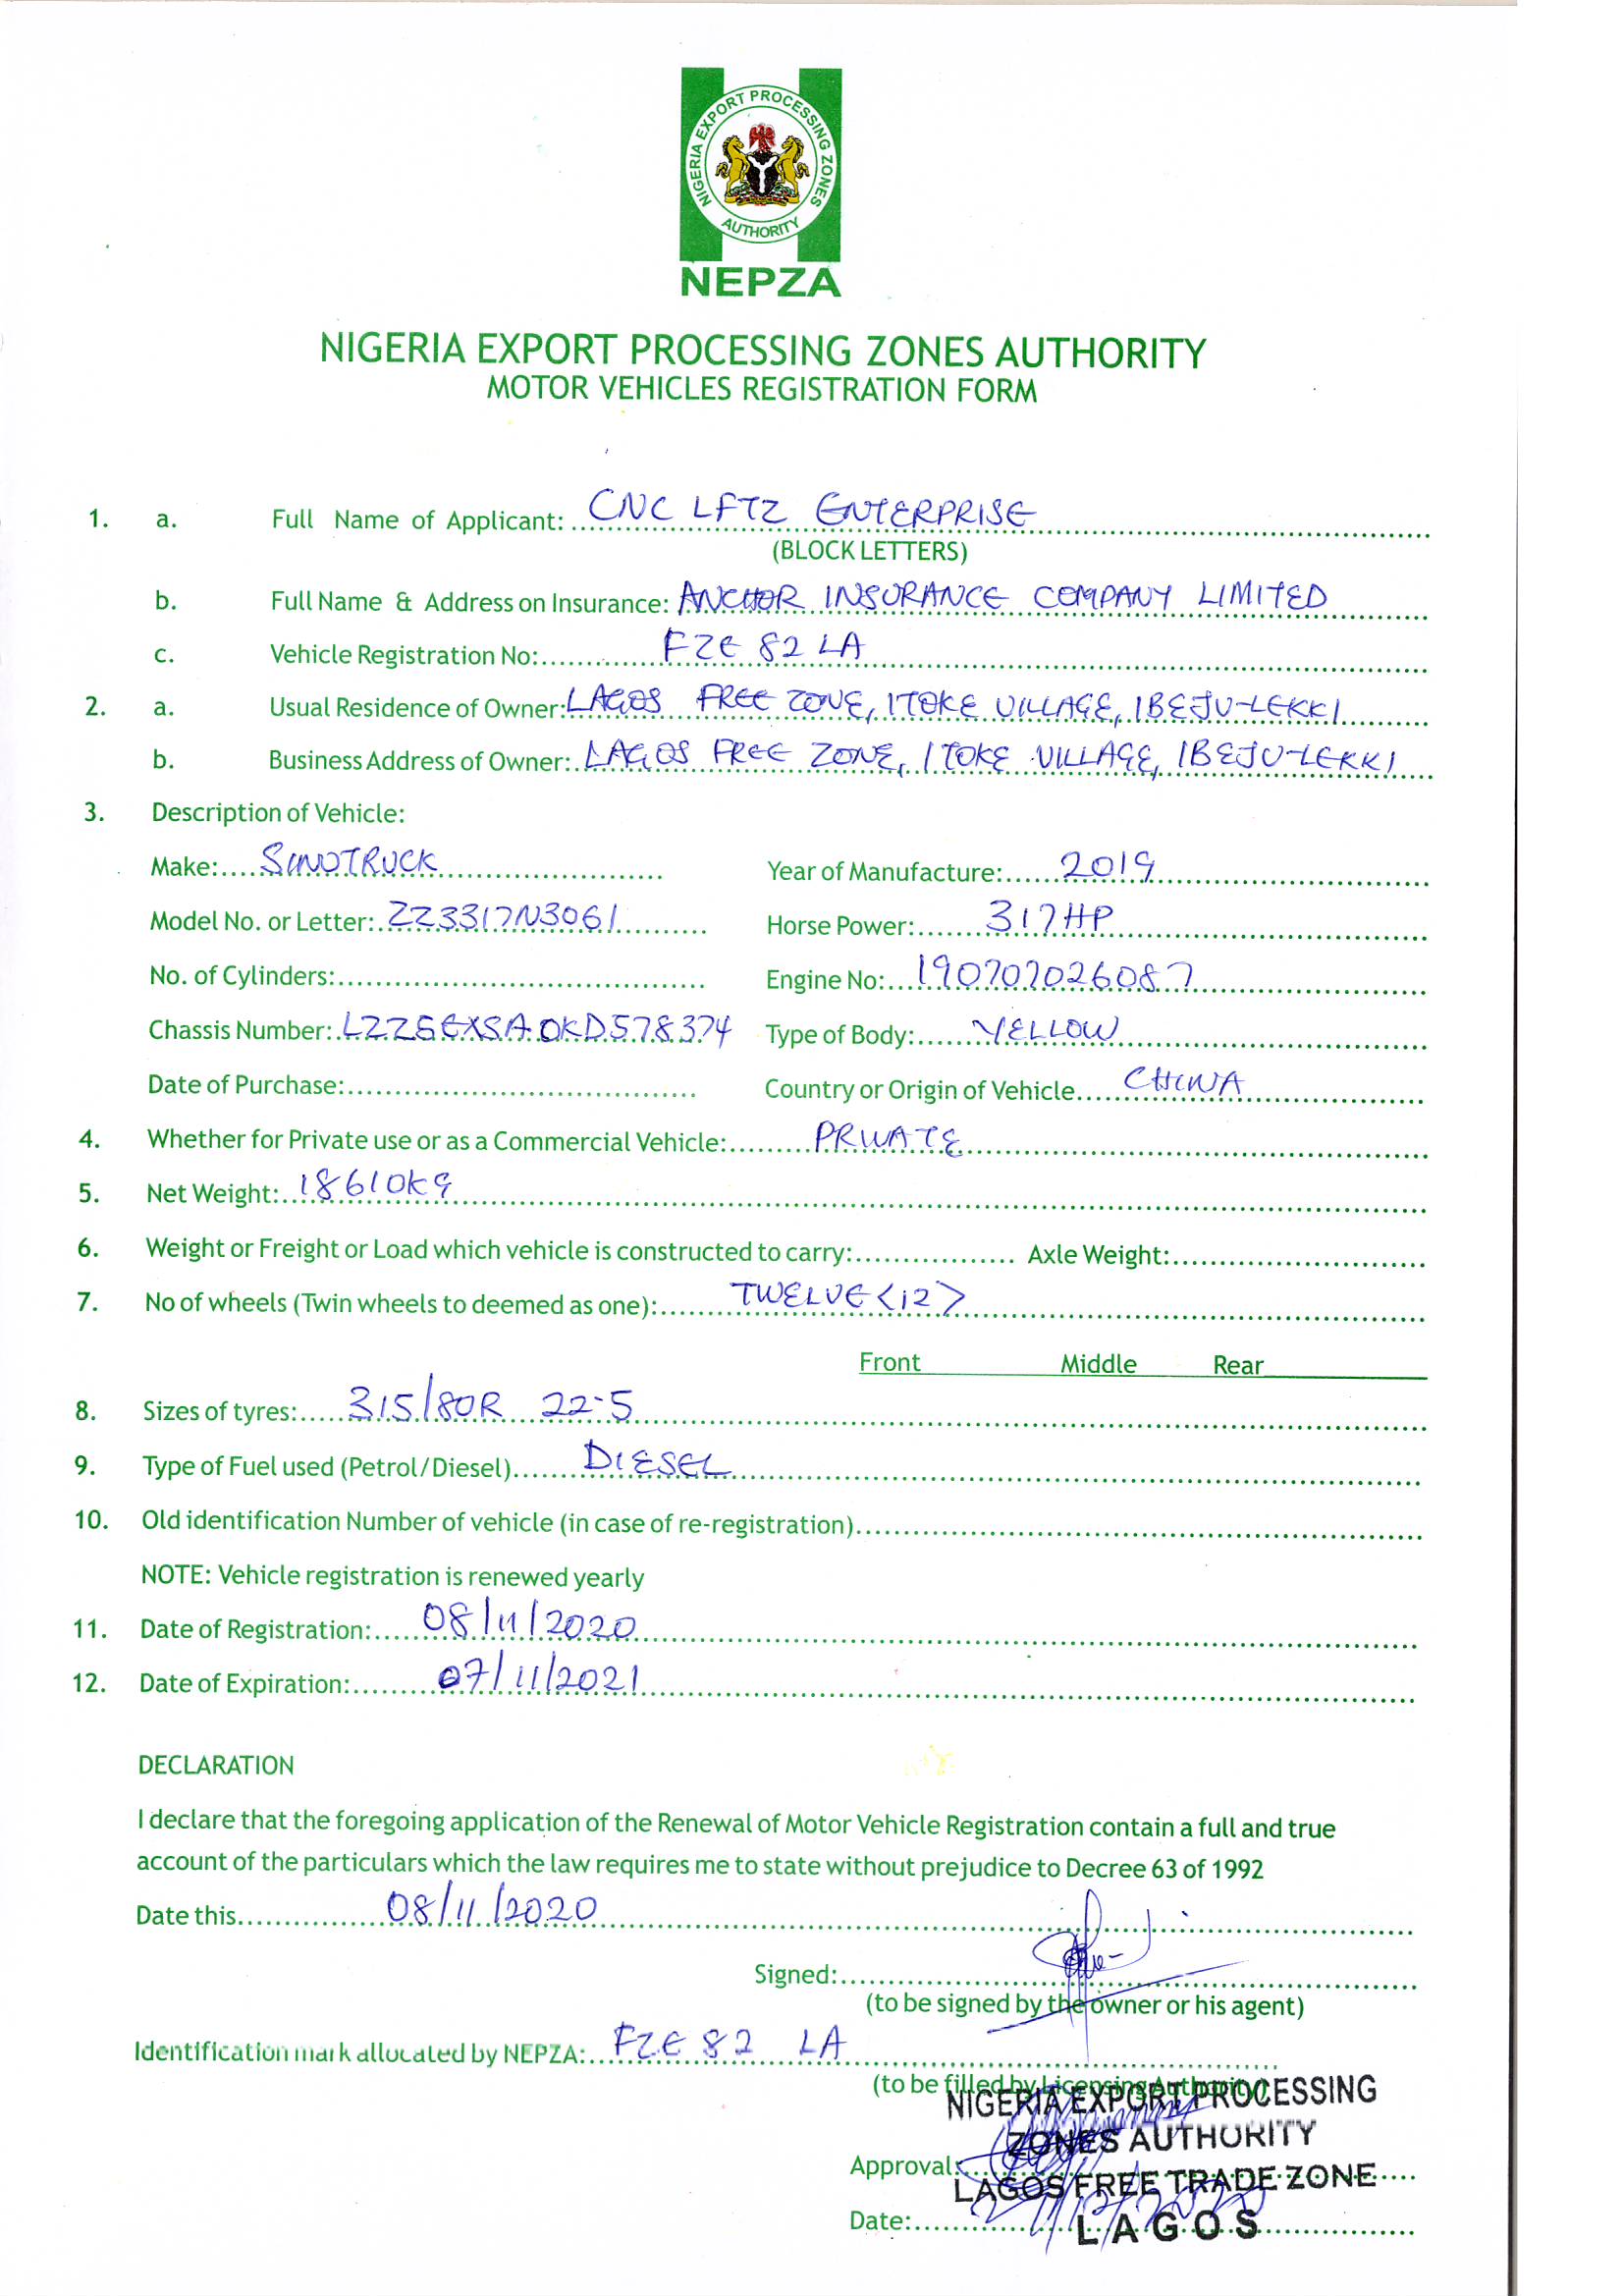 NIGERIA EXPORT PROCESSING ZONES
AUTHORITY
NEPZA
NIGERIA EXPORT PROCESSING ZONES AUTHORITY
MOTOR VEHICLES REGISTRATION FORM
1. a. Full Name of Applicant: CNC LFTZ ENTERPRISE
(BLOCK LETTERS)
b. Full Name & Address on Insurance: ANCHOR INSURANCE COMPANY LIMITED
c. Vehicle Registration No: FZE 82 LA
2. a. Usual Residence of Owner: LAGOS FREE ZONE, ITOKE VILLAGE, IBEJU-LEKKI
b. Business Address of Owner: LAGOS FREE ZONE, ITOKE VILLAGE, IBEJU-LEKKI
3. Description of Vehicle:
Make: SINOTRUCK Year of Manufacture: 2019
Model No. or Letter: ZZ3317N3061 Horse Power: 317HP
No. of Cylinders: Engine No: 190707026087
Chassis Number: LZZ5EXSA0KD578374 Type of Body: YELLOW
Date of Purchase: Country or Origin of Vehicle CHINA
4. Whether for Private use or as a Commercial Vehicle: PRIVATE
5. Net Weight: 18610kg
6. Weight or Freight or Load which vehicle is constructed to carry: Axle Weight:
7. No of wheels (Twin wheels to deemed as one): TWELVE <12>
Front Middle Rear
8. Sizes of tyres: 315/80R 22-5
9. Type of Fuel used (Petrol/Diesel) DIESEL
10. Old identification Number of vehicle (in case of re-registration)
NOTE: Vehicle registration is renewed yearly
11. Date of Registration: 08/11/2020
12. Date of Expiration: 07/11/2021
DECLARATION
I declare that the foregoing application of the Renewal of Motor Vehicle Registration contain a full and true
account of the particulars which the law requires me to state without prejudice to Decree 63 of 1992
Date this 08/11/2020
Signed:
(to be signed by the owner or his agent)
Identification mark allocated by NEPZA: FZE 82 LA
(to be filled by Licensing Authority)
NIGERIA EXPORT PROCESSING
ZONES AUTHORITY
Approval:
LAGOS FREE TRADE ZONE
Date:
LAGOS